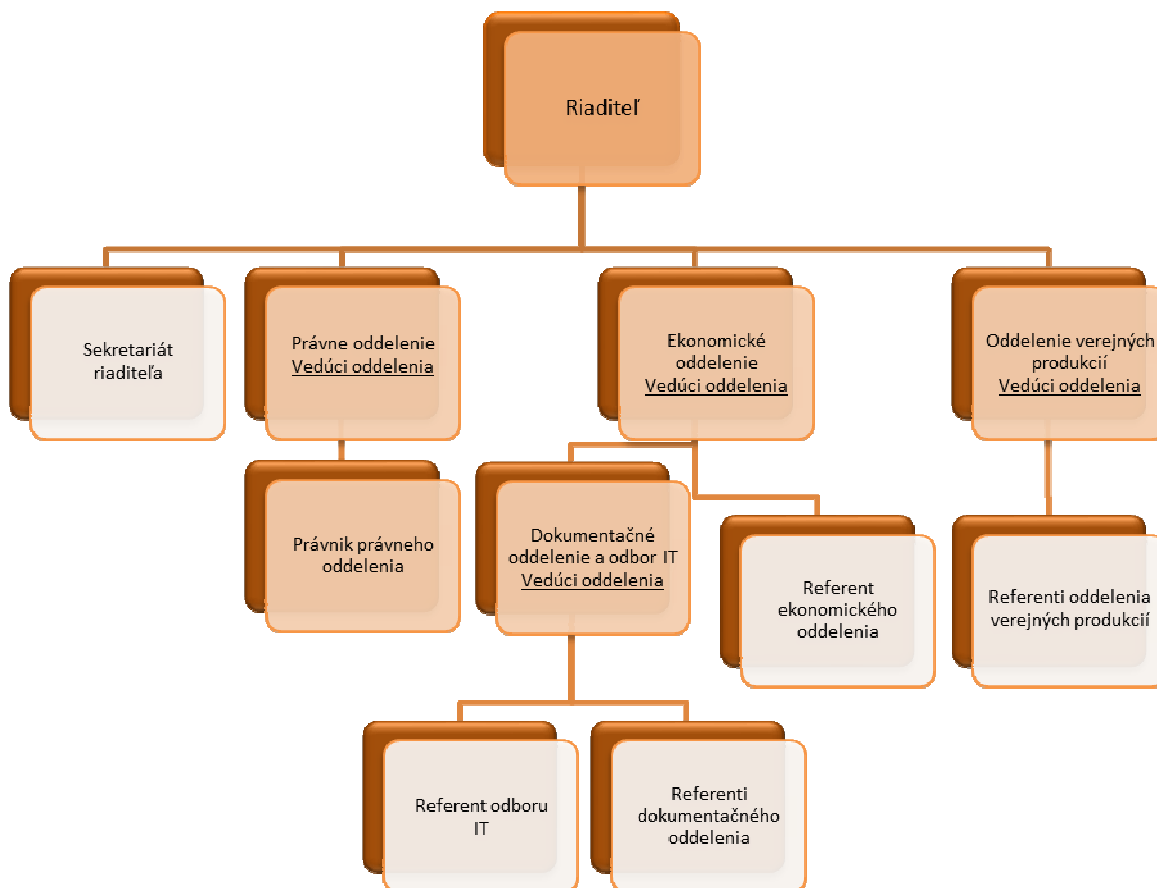 Riaditeľ
Sekretariát
riaditeľa
Právne oddelenie
Vedúci oddelenia
Ekonomické
oddelenie
Vedúci oddelenia
Oddelenie verejných
produkcií
Vedúci oddelenia
Právnik právneho
oddelenia
Dokumentačné
oddelenie a odbor IT
Vedúci oddelenia
Referent
ekonomického
oddelenia
Referenti oddelenia
verejných produkcií
Referent odboru
IT
Referenti
dokumentačného
oddelenia